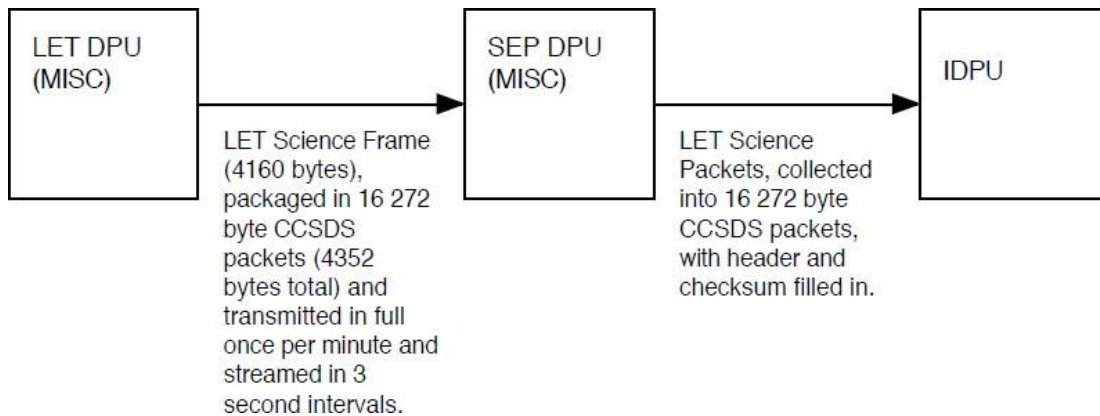 LET DPU
(MISC)
SEP DPU
(MISC)
IDPU
LET Science Frame
(4160 bytes),
packaged in 16 272
byte CCSDS
packets (4352
bytes total) and
transmitted in full
once per minute and
streamed in 3
second intervals.
LET Science
Packets, collected
into 16 272 byte
CCSDS packets,
with header and
checksum filled in.